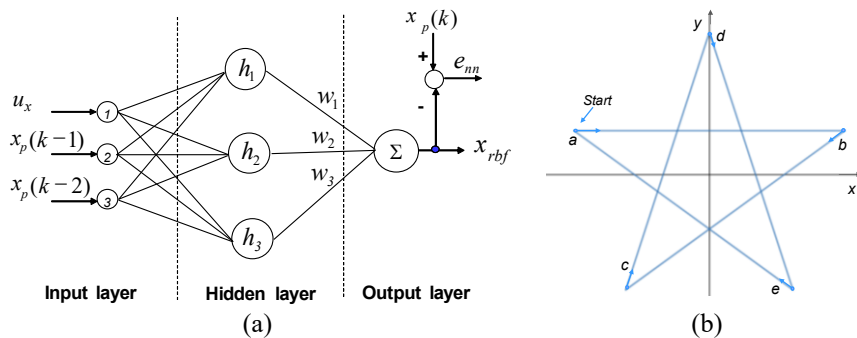 x_p(k)
+
e_nn
-
u_x
x_p(k−1)
x_p(k−2)
1
2
3
h_1
h_2
h_3
w_1
w_2
w_3
Σ
x_rbf
Input layer
Hidden layer
Output layer
(a)
y
d
Start
a
b
x
c
e
(b)